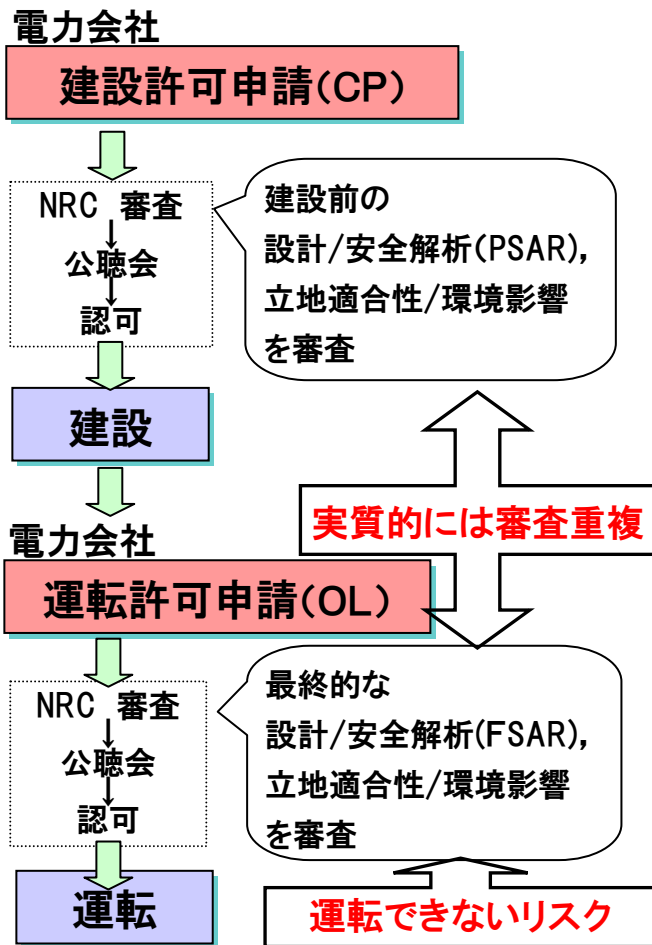 電力会社
建設許可申請(CP)
NRC 審査
公聴会
認可
建設前の
設計/安全解析(PSAR),
立地適合性/環境影響
を審査
建設
実質的には審査重複
電力会社
運転許可申請(OL)
NRC 審査
公聴会
認可
最終的な
設計/安全解析(FSAR),
立地適合性/環境影響
を審査
運転
運転できないリスク